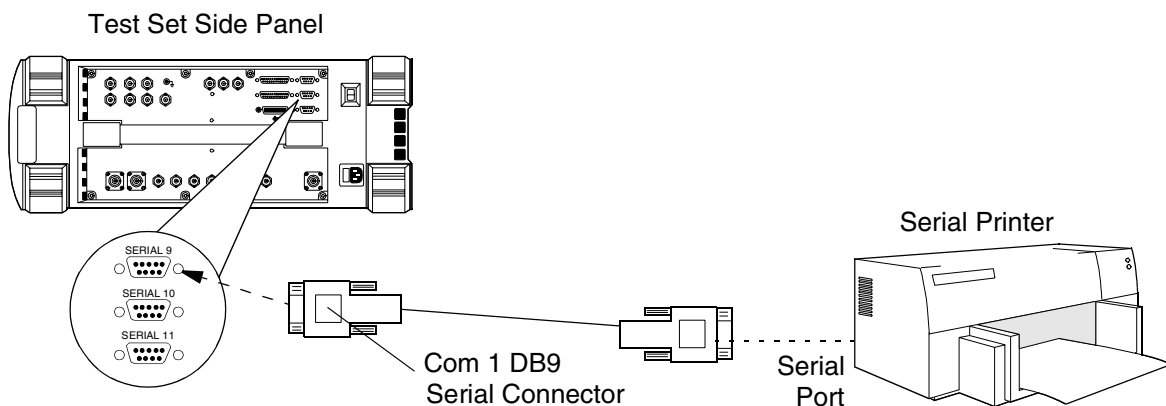 Test Set Side Panel
SERIAL 9
SERIAL 10
SERIAL 11
Com 1 DB9
Serial Connector
Serial Printer
Serial
Port